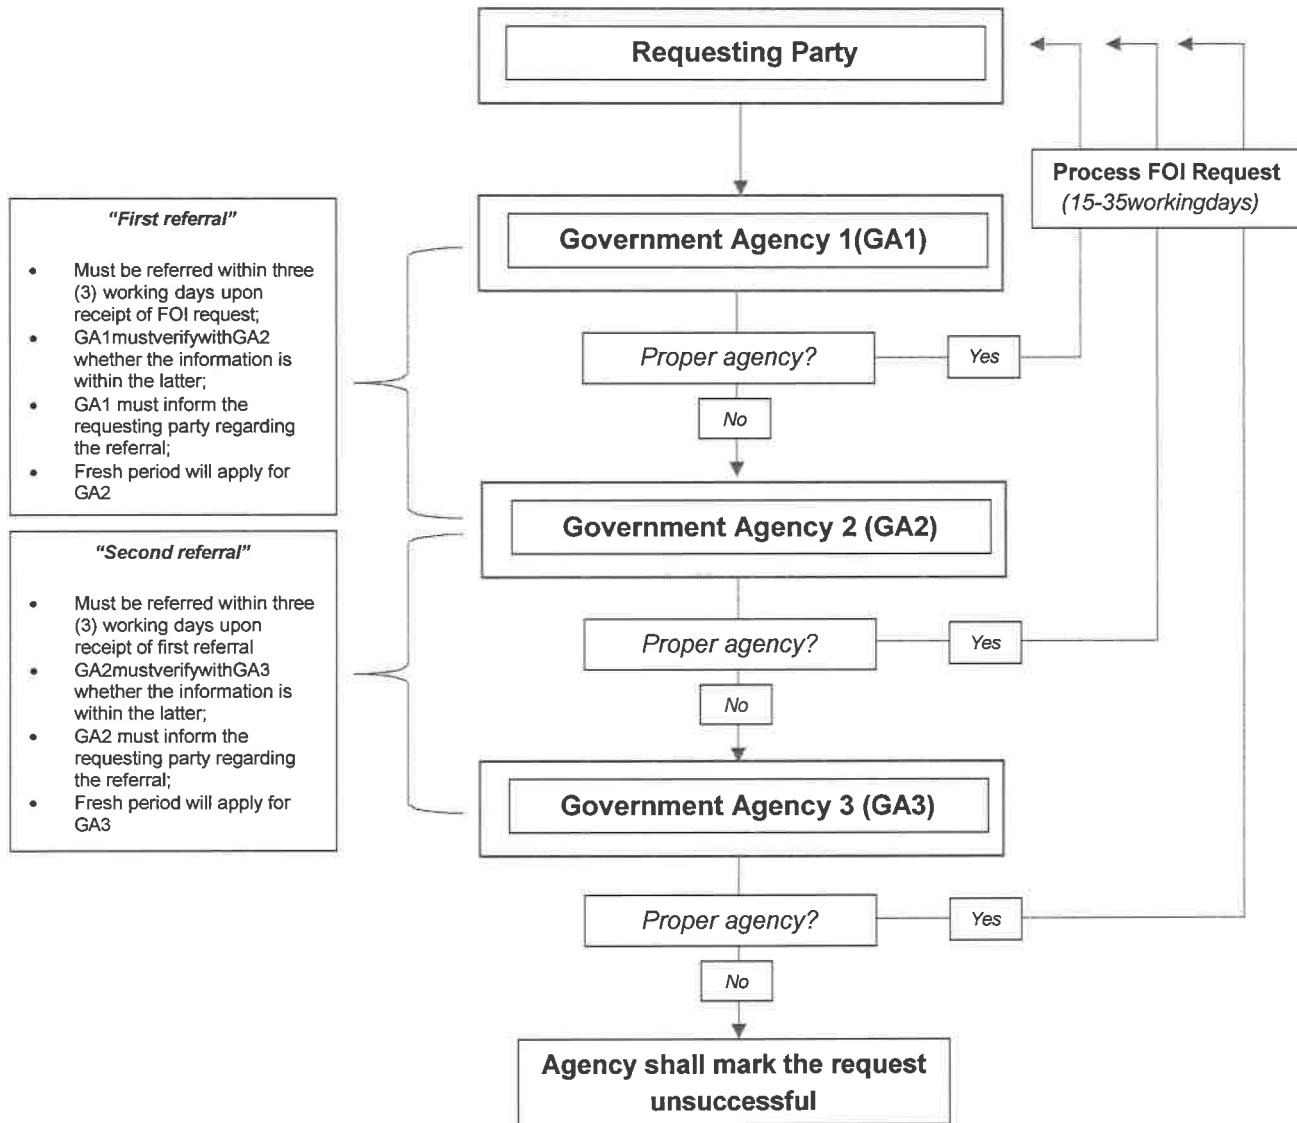 Requesting Party
Process FOI Request
(15-35workingdays)
"First referral"
• Must be referred within three
(3) working days upon
receipt of FOI request;
• GA1mustverifywithGA2
whether the information is
within the latter;
• GA1 must inform the
requesting party regarding
the referral;
• Fresh period will apply for
GA2
Government Agency 1(GA1)
Proper agency?
Yes
No
Government Agency 2 (GA2)
"Second referral"
• Must be referred within three
(3) working days upon
receipt of first referral
• GA2mustverifywithGA3
whether the information is
within the latter;
• GA2 must inform the
requesting party regarding
the referral;
• Fresh period will apply for
GA3
Proper agency?
Yes
No
Government Agency 3 (GA3)
Proper agency?
Yes
No
Agency shall mark the request
unsuccessful